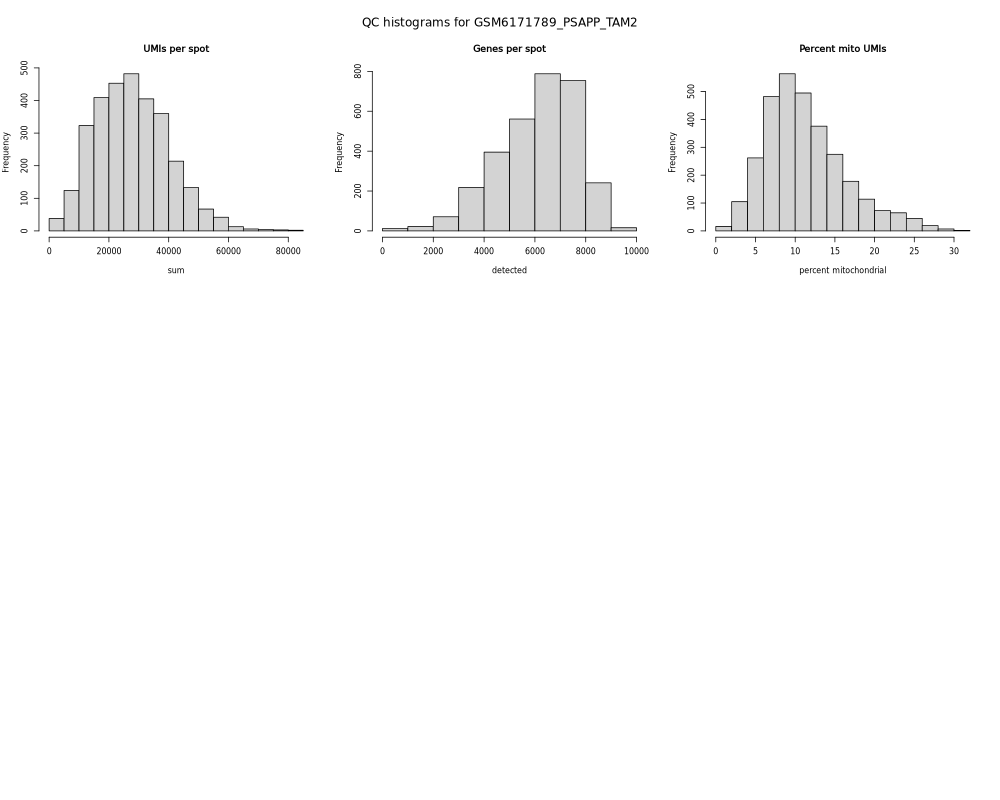 QC histograms for GSM6171789_PSAPP_TAM2
UMIs per spot
Frequency
0 100 200 300 400 500
0 20000 40000 60000 80000
sum
Genes per spot
Frequency
0 200 400 600 800
0 2000 4000 6000 8000 10000
detected
Percent mito UMIs
Frequency
0 100 200 300 400 500
0 5 10 15 20 25 30
percent mitochondrial